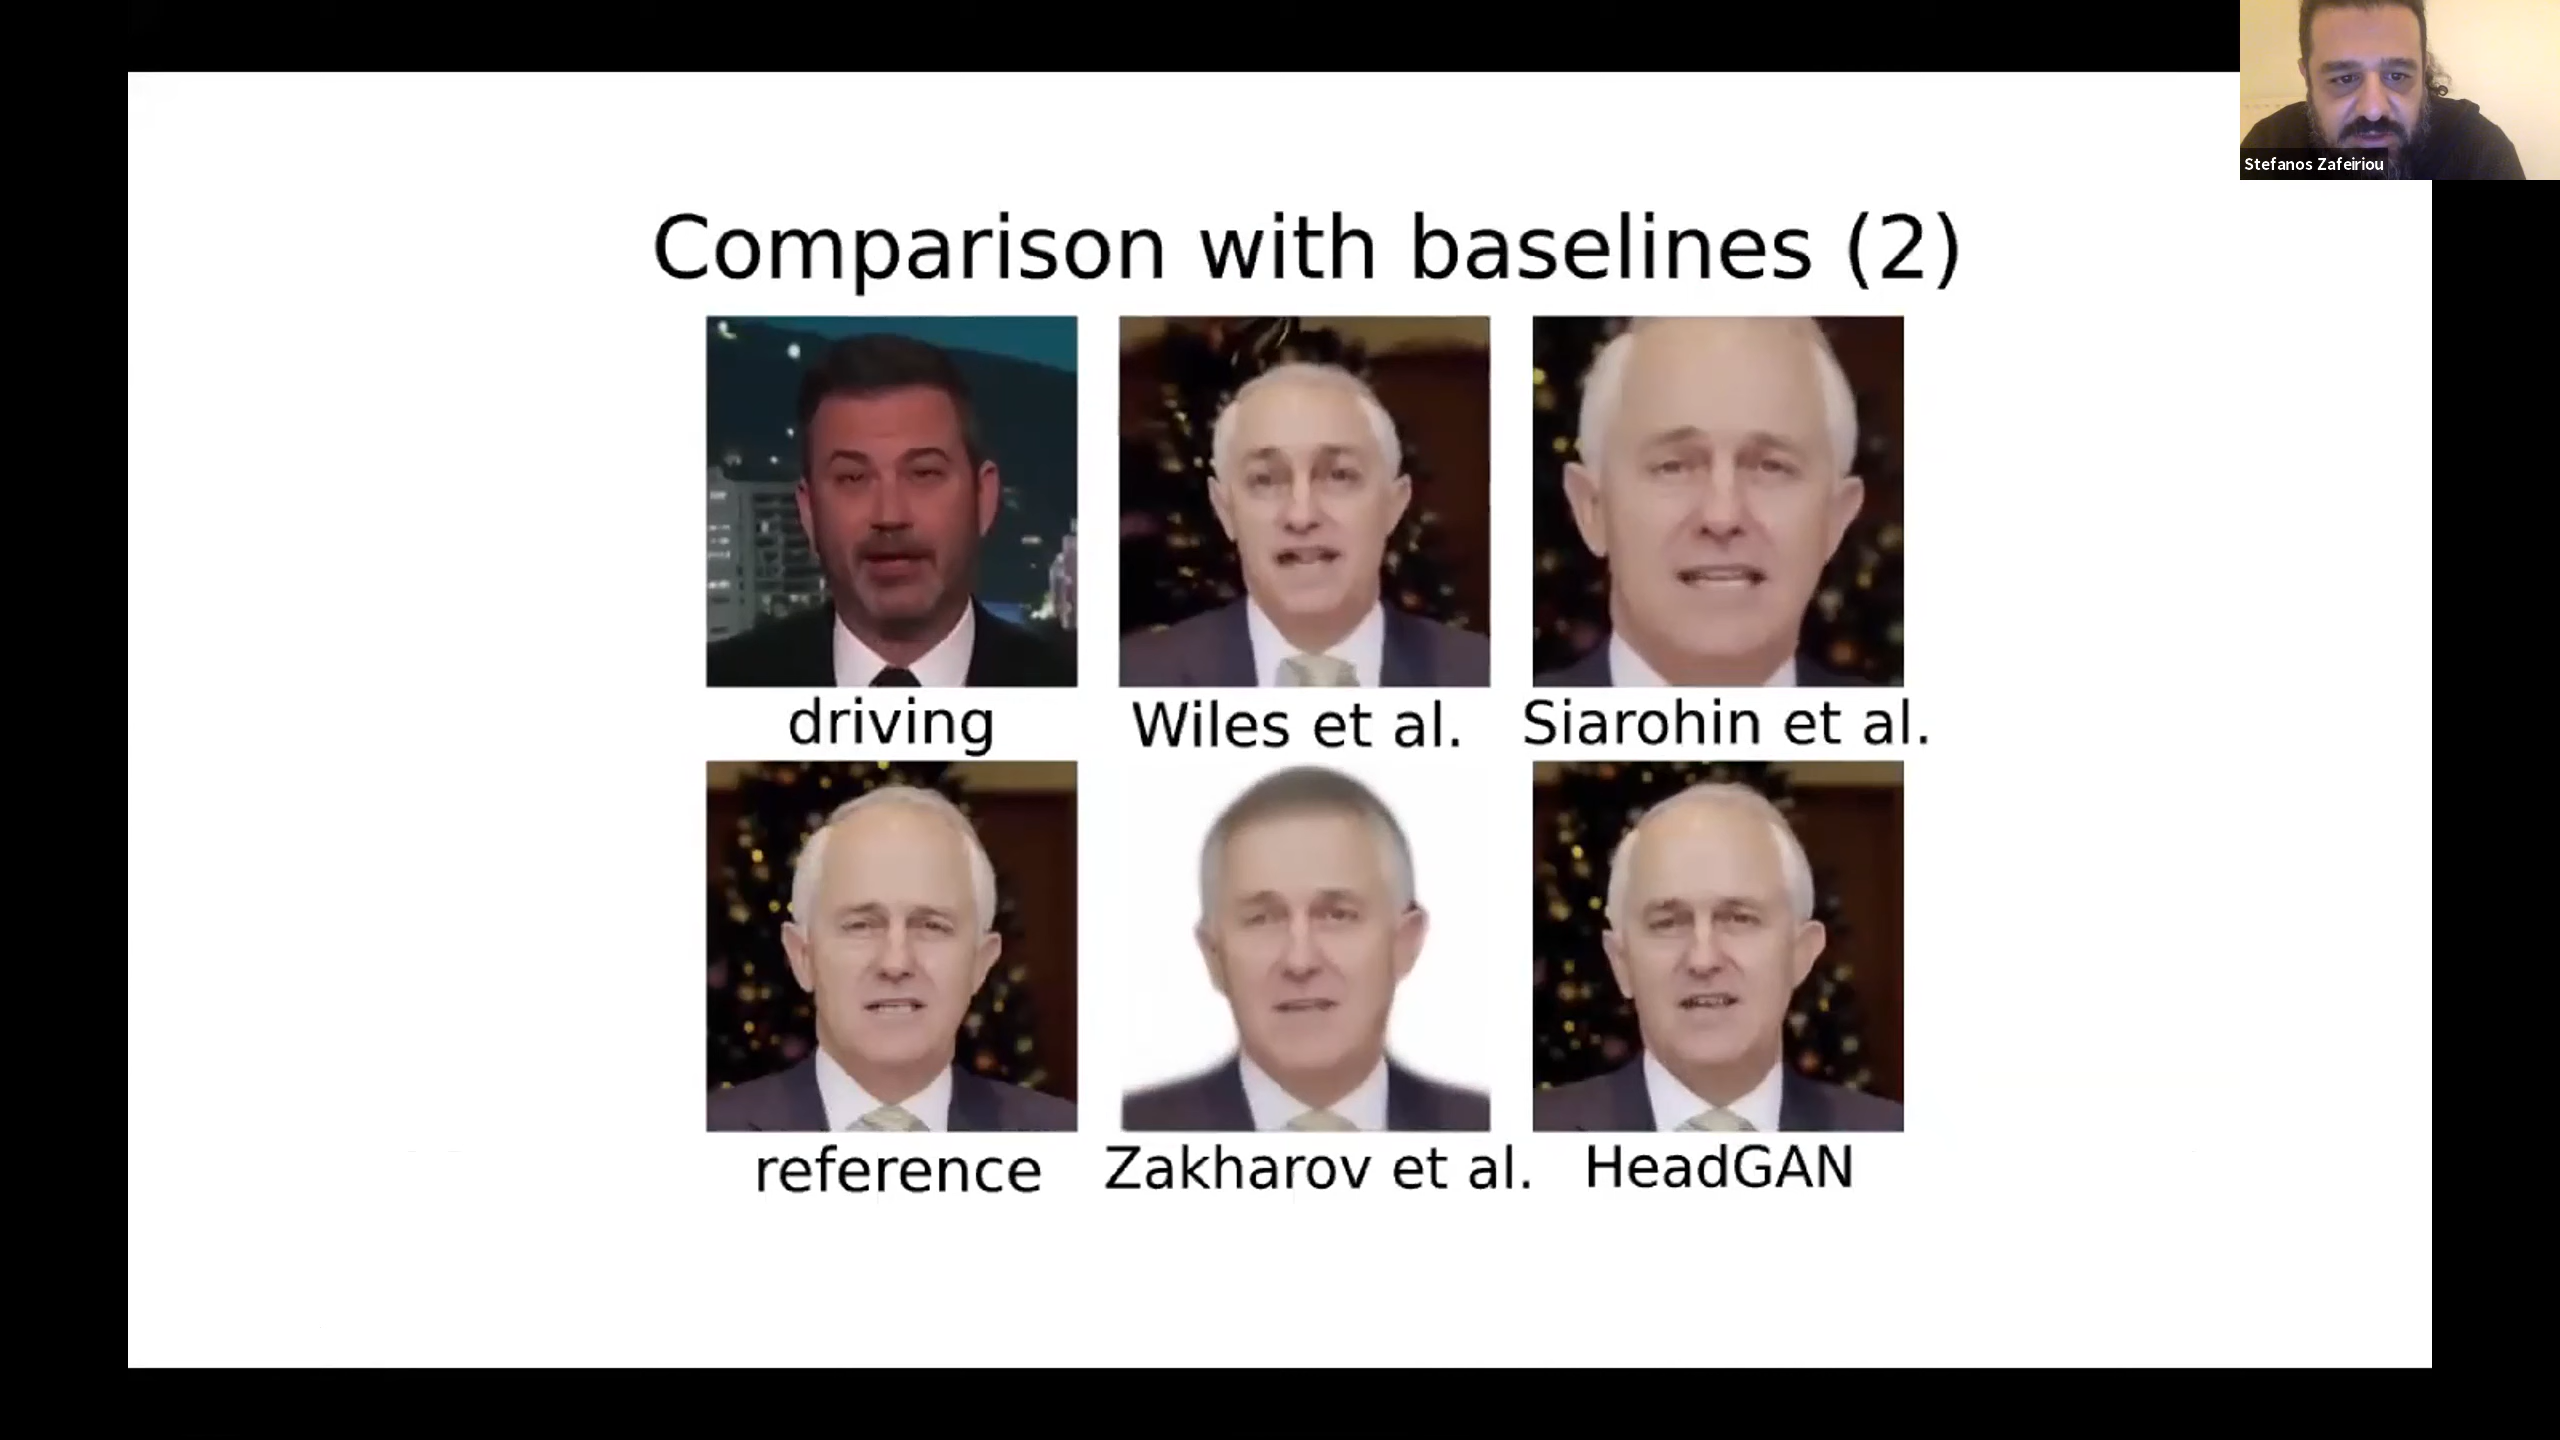 Stefanos Zafeiriou
Comparison with baselines (2)
driving
Wiles et al.
Siarohin et al.
reference
Zakharov et al.
HeadGAN